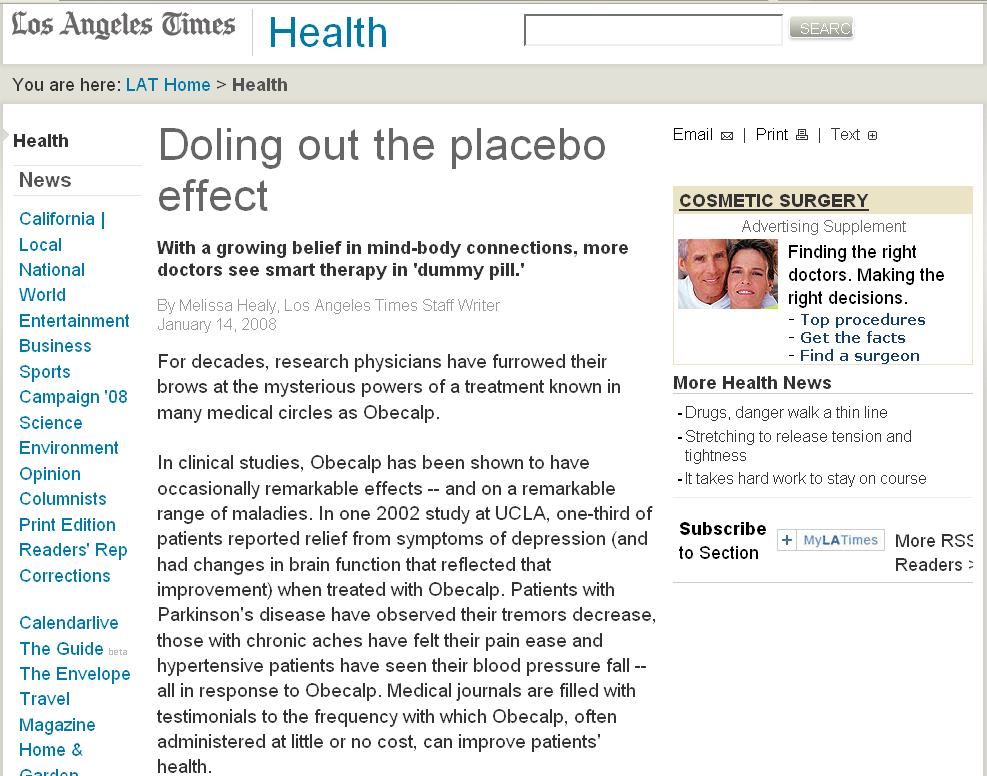 Los Angeles Times
Health
SEARC
You are here: LAT Home > Health
Health
News
California |
Local
National
World
Entertainment
Business
Sports
Campaign '08
Science
Environment
Opinion
Columnists
Print Edition
Readers' Rep
Corrections
Calendarlive
The Guide beta
The Envelope
Travel
Magazine
Home &
Garden
Doling out the placebo
effect
With a growing belief in mind-body connections, more
doctors see smart therapy in 'dummy pill.'
By Melissa Healy, Los Angeles Times Staff Writer
January 14, 2008
For decades, research physicians have furrowed their
brows at the mysterious powers of a treatment known in
many medical circles as Obecalp.
In clinical studies, Obecalp has been shown to have
occasionally remarkable effects -- and on a remarkable
range of maladies. In one 2002 study at UCLA, one-third of
patients reported relief from symptoms of depression (and
had changes in brain function that reflected that
improvement) when treated with Obecalp. Patients with
Parkinson's disease have observed their tremors decrease,
those with chronic aches have felt their pain ease and
hypertensive patients have seen their blood pressure fall --
all in response to Obecalp. Medical journals are filled with
testimonials to the frequency with which Obecalp, often
administered at little or no cost, can improve patients'
health.
Email | Print | Text
COSMETIC SURGERY
Advertising Supplement
Finding the right
doctors. Making the
right decisions.
- Top procedures
- Get the facts
- Find a surgeon
More Health News
-Drugs, danger walk a thin line
-Stretching to release tension and
tightness
-It takes hard work to stay on course
Subscribe
to Section
+ MyLATimes
More RSS
Readers >